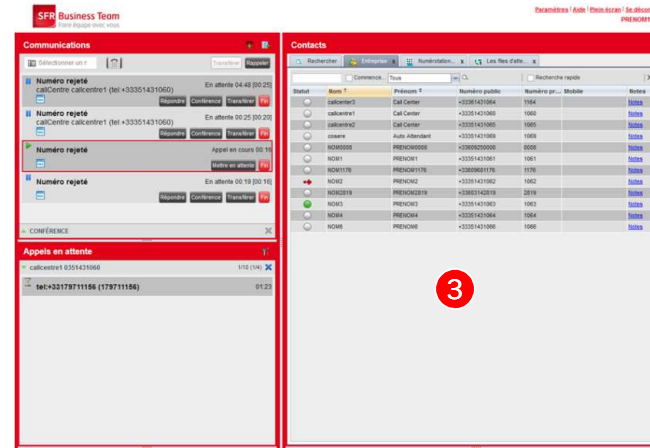 SFR Business Team
Faire équipe avec vous
Paramètres | Aide | Plein écran | Se décon
PRENOM1
Communications
Sélectionner un r
Transférer Rappeler
Numéro rejeté
En attente 04:48 [00:25]
callCentre callcentre1 (tel:+33351431060)
Répondre Conférence Transférer Fin
Numéro rejeté
En attente 00:25 [00:20]
callCentre callcentre1 (tel:+33351431060)
Répondre Conférence Transférer Fin
Numéro rejeté
Appel en cours 00:16
Mettre en attente Fin
Numéro rejeté
En attente 00:19 [00:16]
Répondre Conférence Transférer Fin
CONFÉRENCE
Appels en attente
callcentre1 0351431060 1/10 (1/4)
tel:+33179711156 (179711156) 01:23
Contacts
Rechercher Entreprise x Numérotation... x Les files d'atte... x
Commence... Tous Recherche rapide
Statut Nom Prénom Numéro public Numéro pr... Mobile Notes
callcenter3 Call Center +33361431064 1164 Notes
callcentre1 Call Center +33351431060 1060 Notes
callcentre2 Call Center +33351431065 1065 Notes
cosere Auto Attendant +33351431069 1069 Notes
NOM0008 PRENOM0008 +33606250008 0008 Notes
NOM1 PRENOM1 +33351431061 1061 Notes
NOM1176 PRENOM1176 +33609601176 1176 Notes
NOM2 PRENOM2 +33351431062 1062 Notes
NOM2819 PRENOM2819 +33603142819 2819 Notes
NOM3 PRENOM3 +33351431063 1063 Notes
NOM4 PRENOM4 +33351431064 1064 Notes
NOM6 PRENOM6 +33351431066 1066 Notes
3